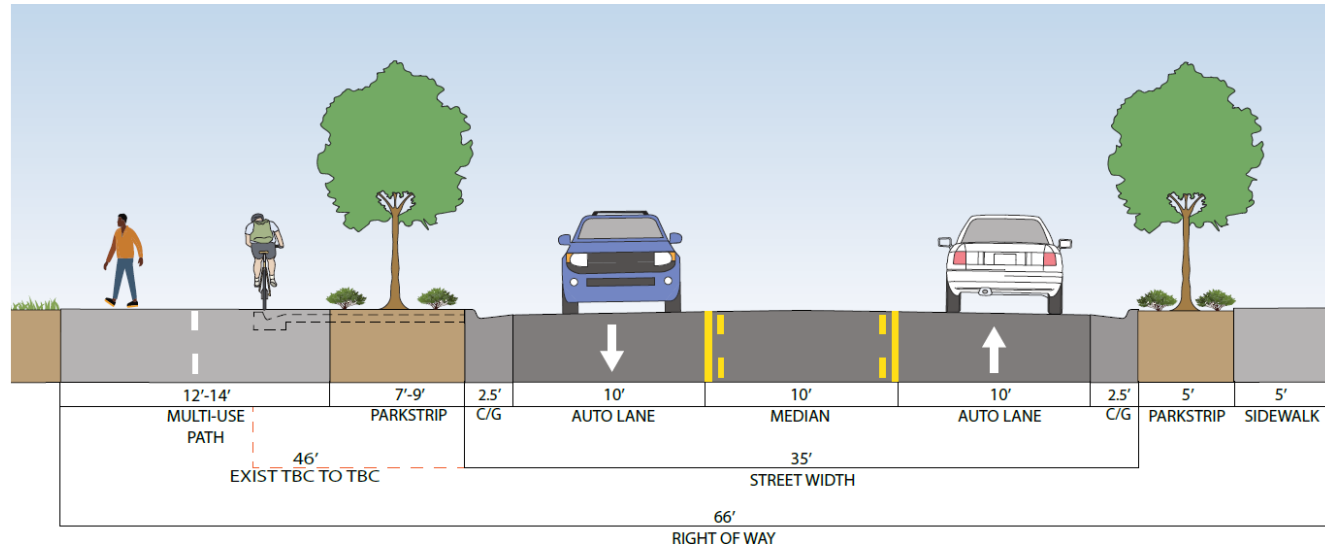 12'-14'
MULTI-USE
PATH
7'-9'
PARKSTRIP
2.5'
C/G
10'
AUTO LANE
10'
MEDIAN
10'
AUTO LANE
2.5'
C/G
5'
PARKSTRIP
5'
SIDEWALK
46'
EXIST TBC TO TBC
35'
STREET WIDTH
66'
RIGHT OF WAY